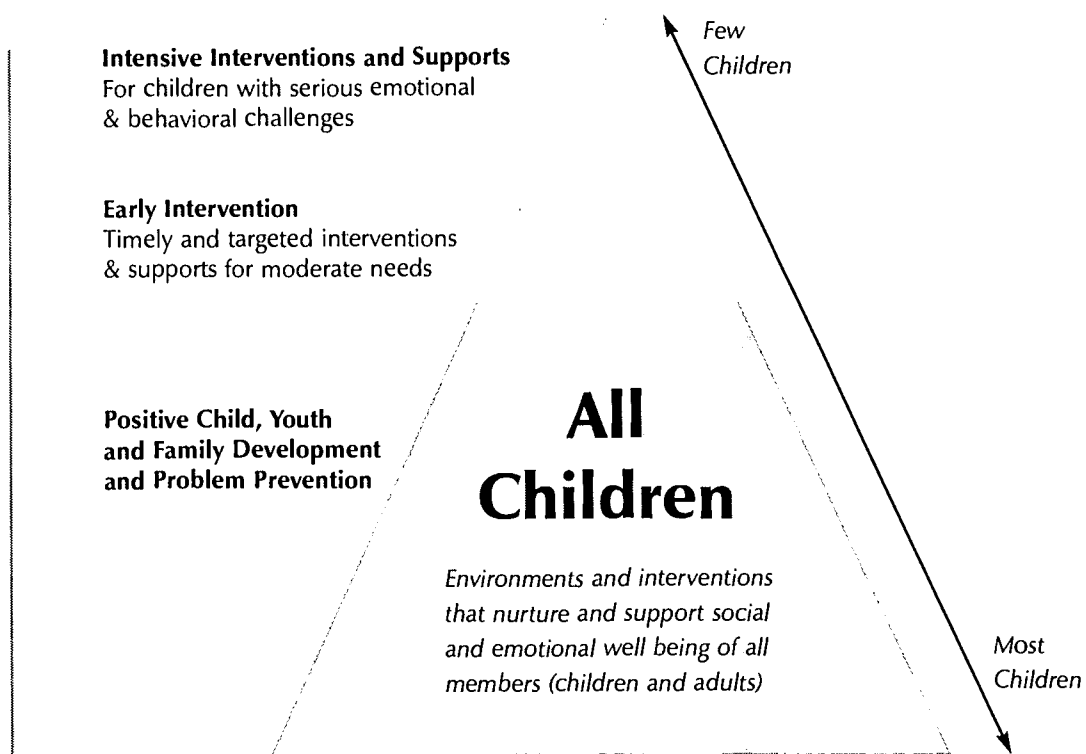 Intensive Interventions and Supports
For children with serious emotional
& behavioral challenges
Few
Children
Early Intervention
Timely and targeted interventions
& supports for moderate needs
Positive Child, Youth
and Family Development
and Problem Prevention
All
Children
Environments and interventions
that nurture and support social
and emotional well being of all
members (children and adults)
Most
Children